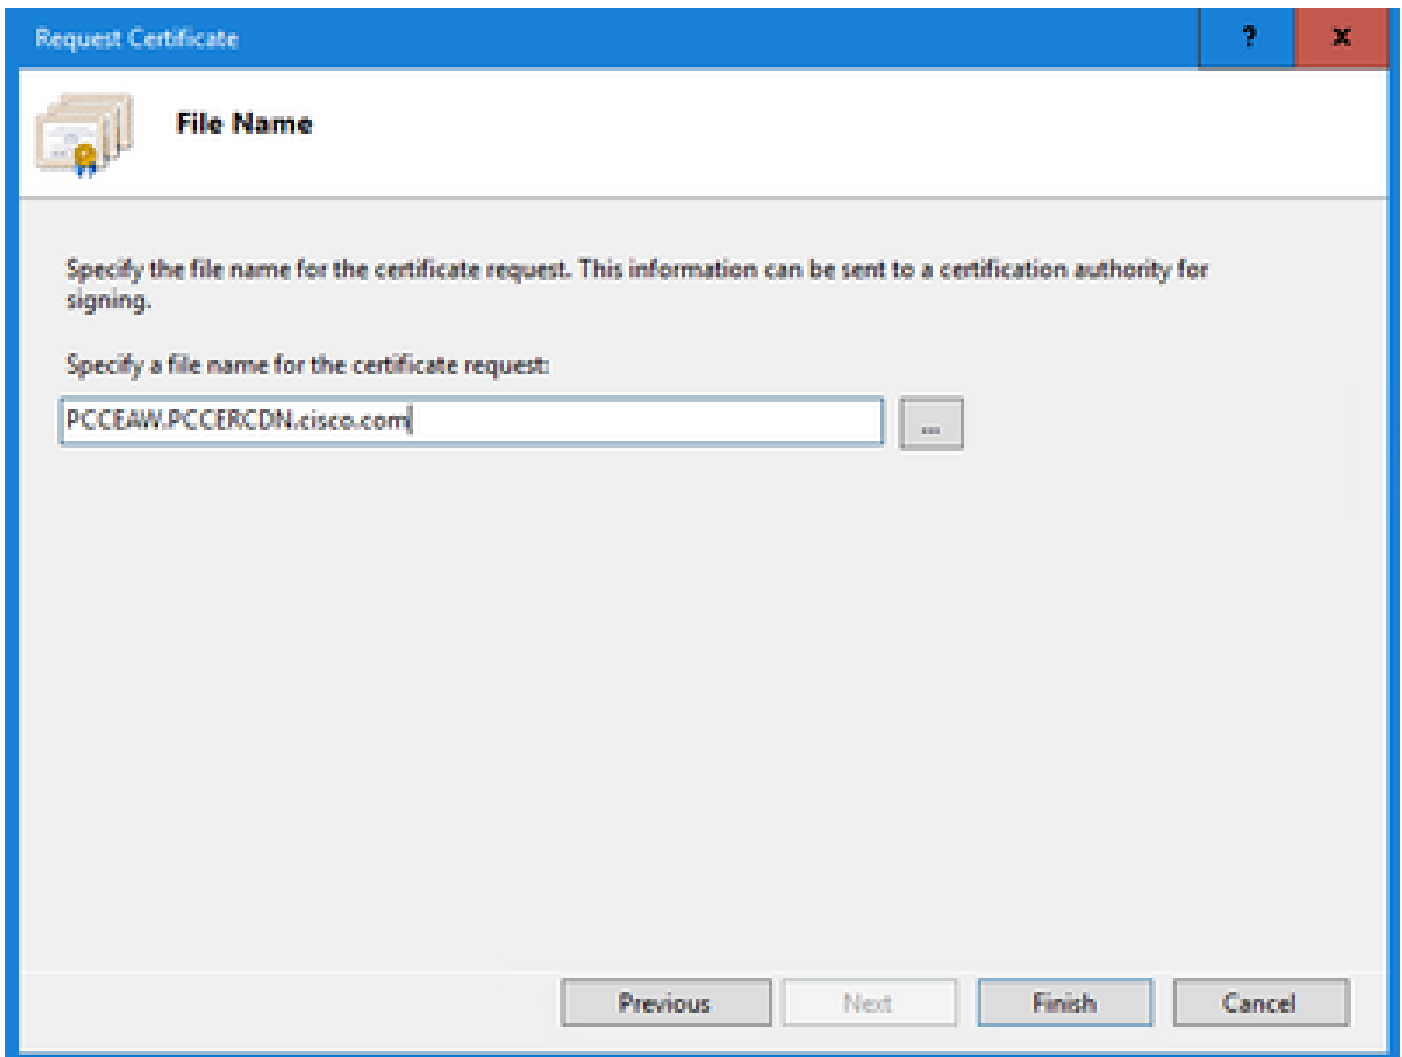 Request Certificate
?
x
File Name
Specify the file name for the certificate request. This information can be sent to a certification authority for
signing.
Specify a file name for the certificate request:
PCCEAW.PCCERCDN.cisco.com
...
Previous
Next
Finish
Cancel